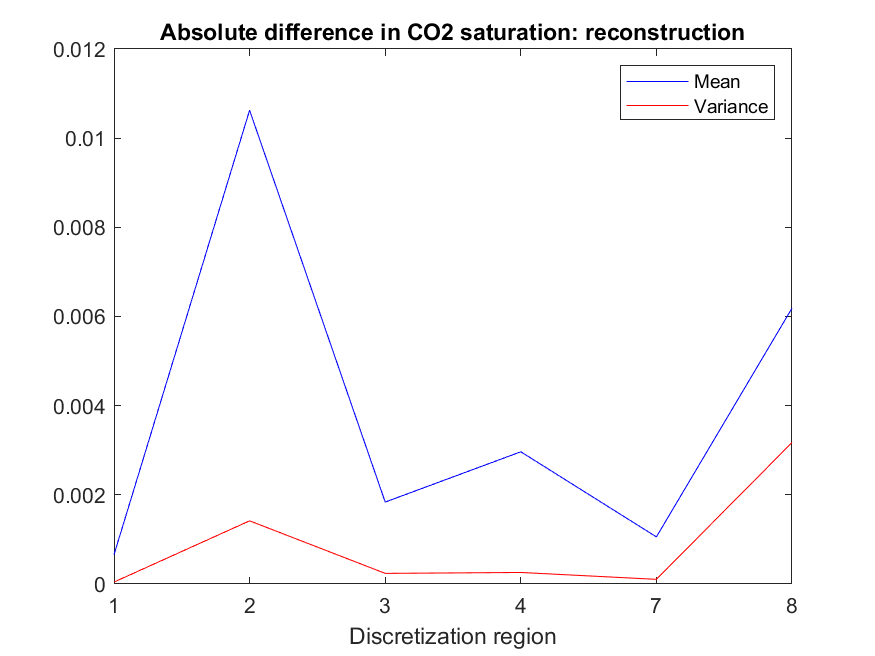 Absolute difference in CO2 saturation: reconstruction
0.012
0.01
0.008
0.006
0.004
0.002
0
Mean
Variance
1 2 3 4 7 8
Discretization region